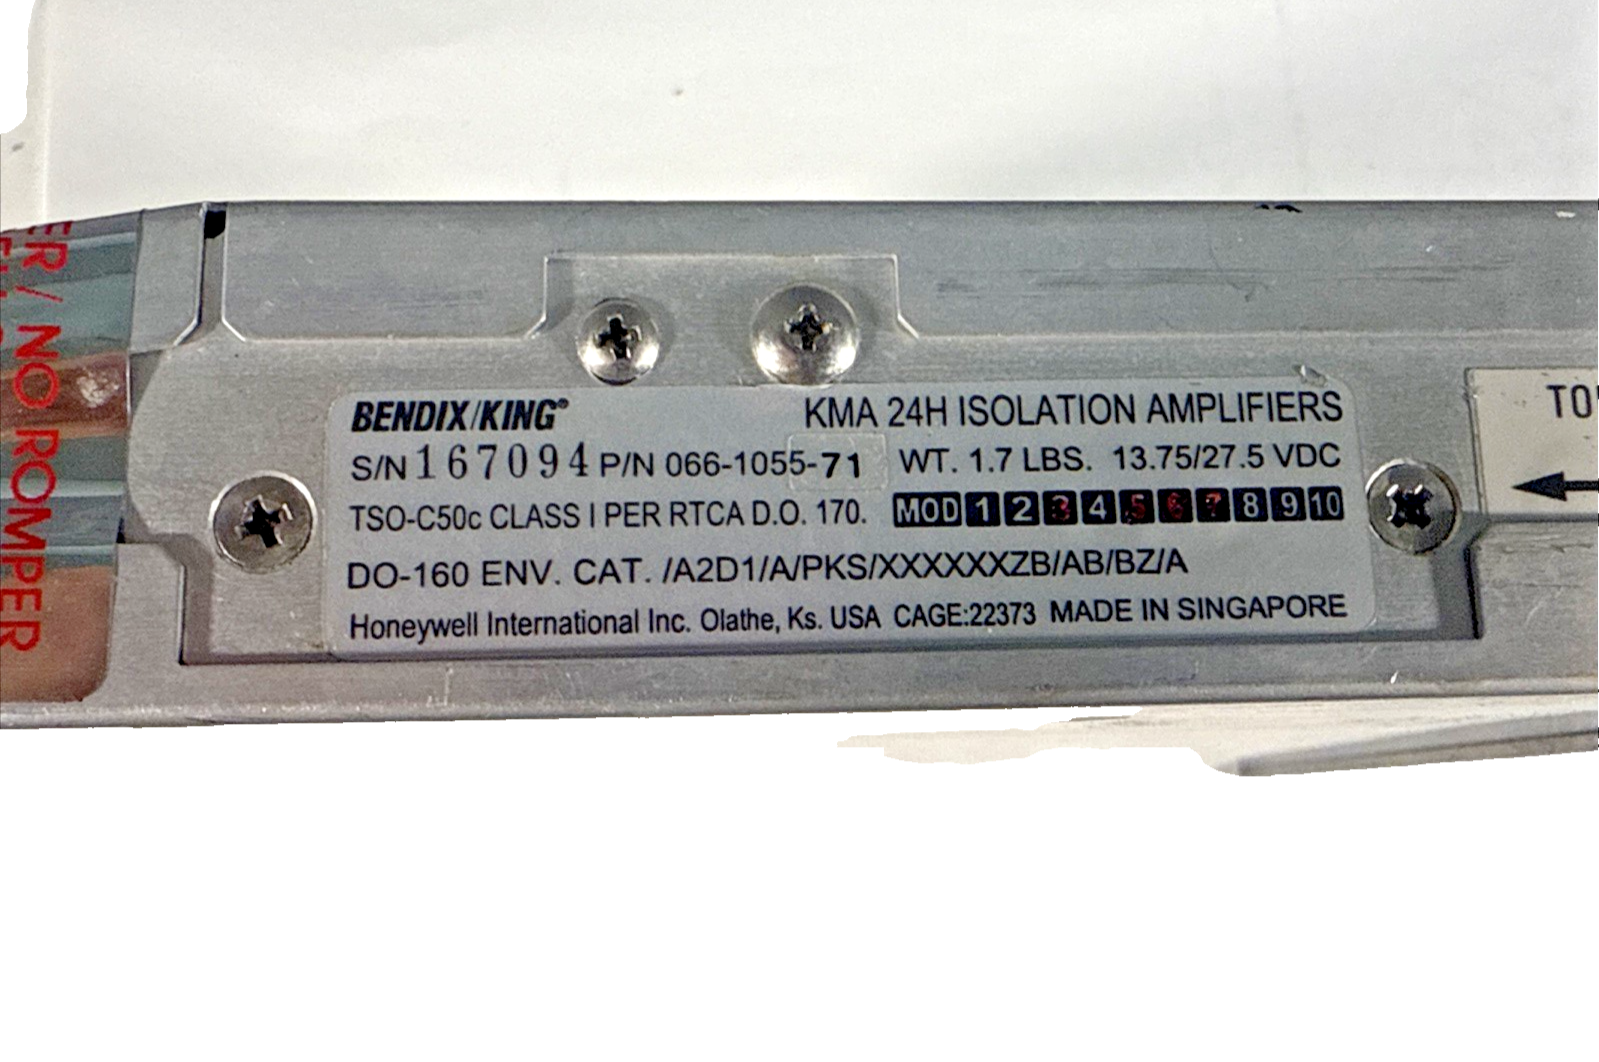 ER / NO ROMPER
BENDIX/KING® KMA 24H ISOLATION AMPLIFIERS
S/N 167094 P/N 066-1055-71 WT. 1.7 LBS. 13.75/27.5 VDC
TSO-C50c CLASS I PER RTCA D.O. 170. MOD 1 2 3 4 5 6 7 8 9 10
DO-160 ENV. CAT. /A2D1/A/PKS/XXXXXXZB/AB/BZ/A
Honeywell International Inc. Olathe, Ks. USA CAGE:22373 MADE IN SINGAPORE